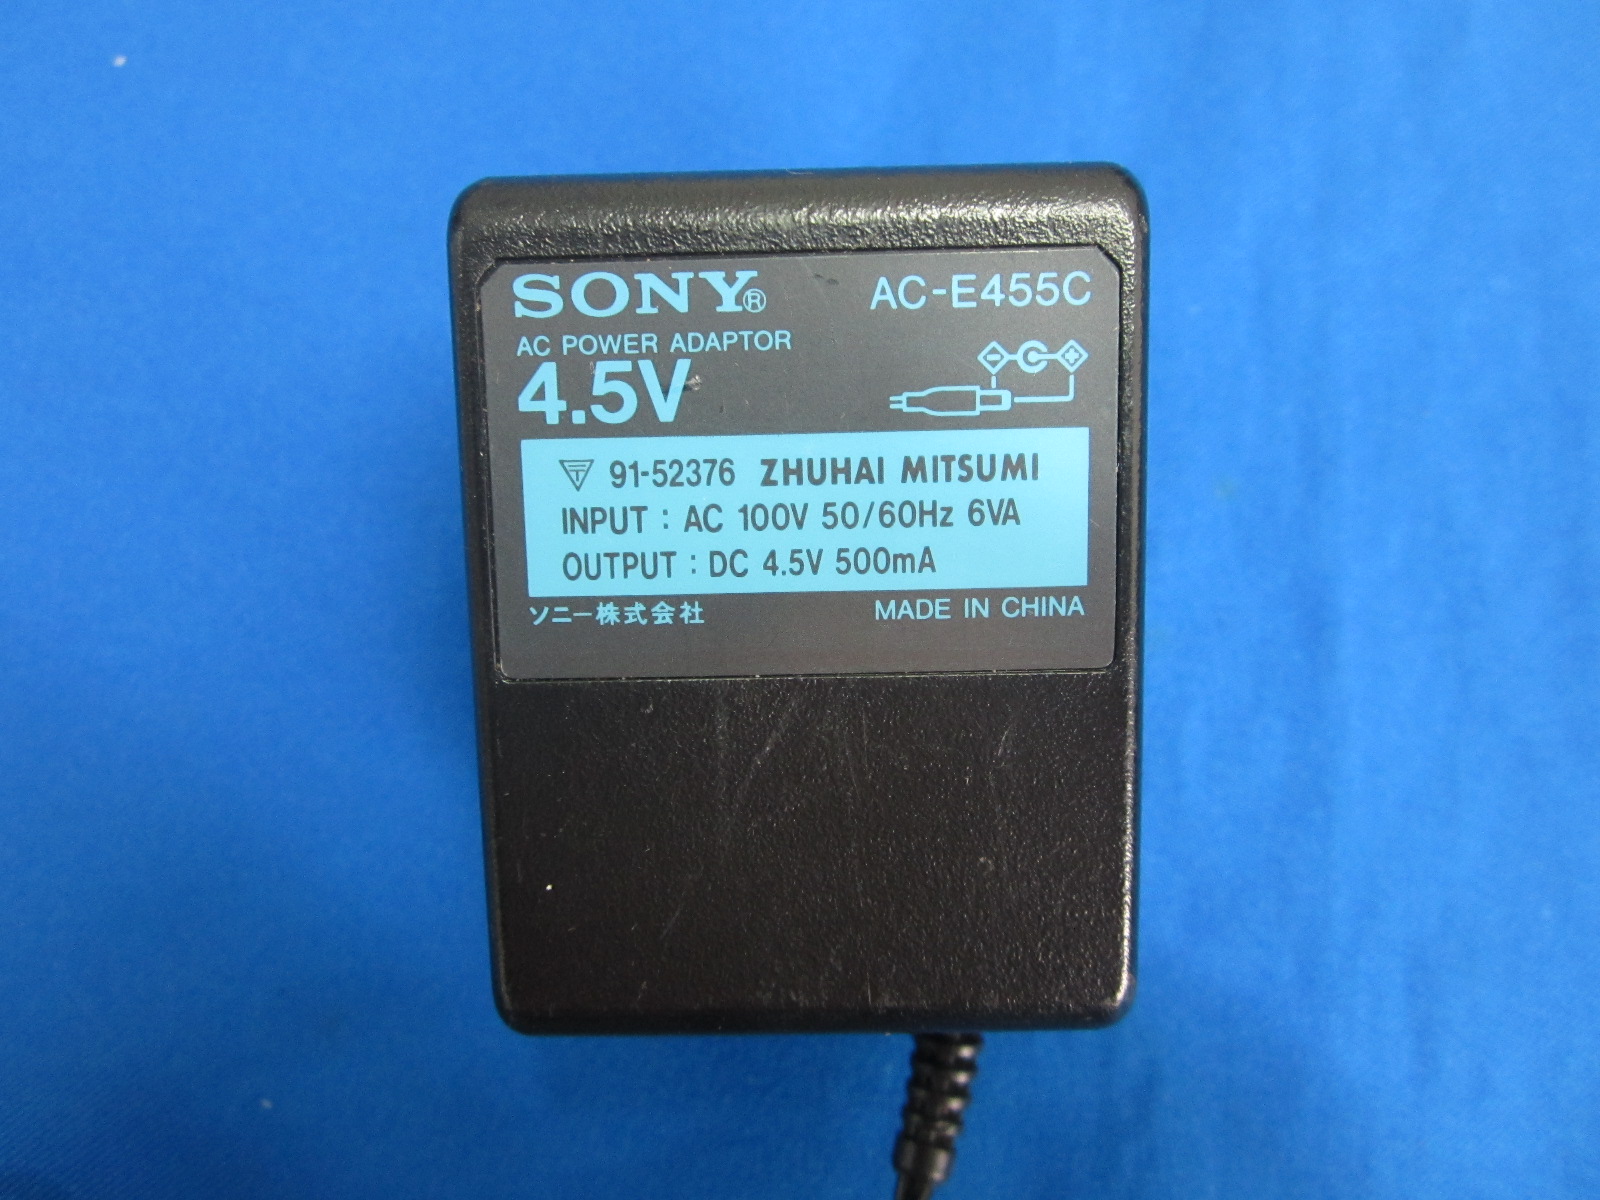 SONY® AC-E455C
AC POWER ADAPTOR
4.5V
91-52376 ZHUHAI MITSUMI
INPUT : AC 100V 50/60Hz 6VA
OUTPUT : DC 4.5V 500mA
ソニー株式会社 MADE IN CHINA